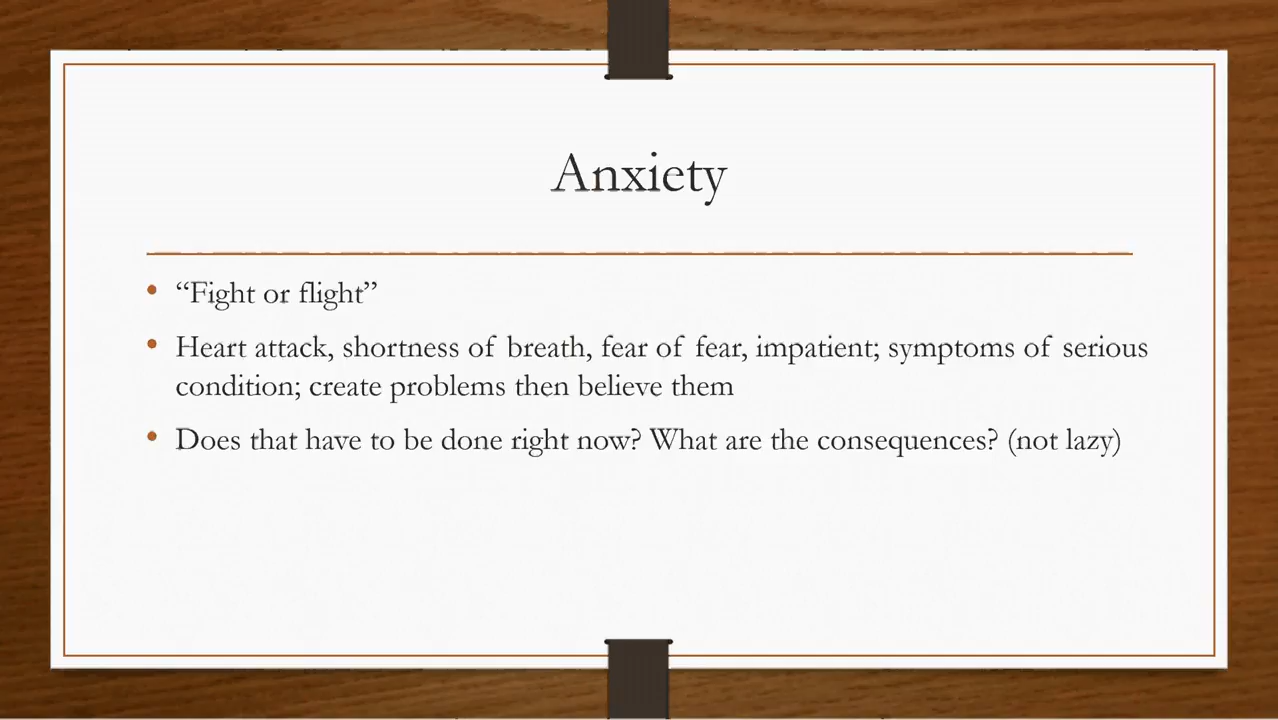 Anxiety
• “Fight or flight”
• Heart attack, shortness of breath, fear of fear, impatient; symptoms of serious
condition; create problems then believe them
• Does that have to be done right now? What are the consequences? (not lazy)